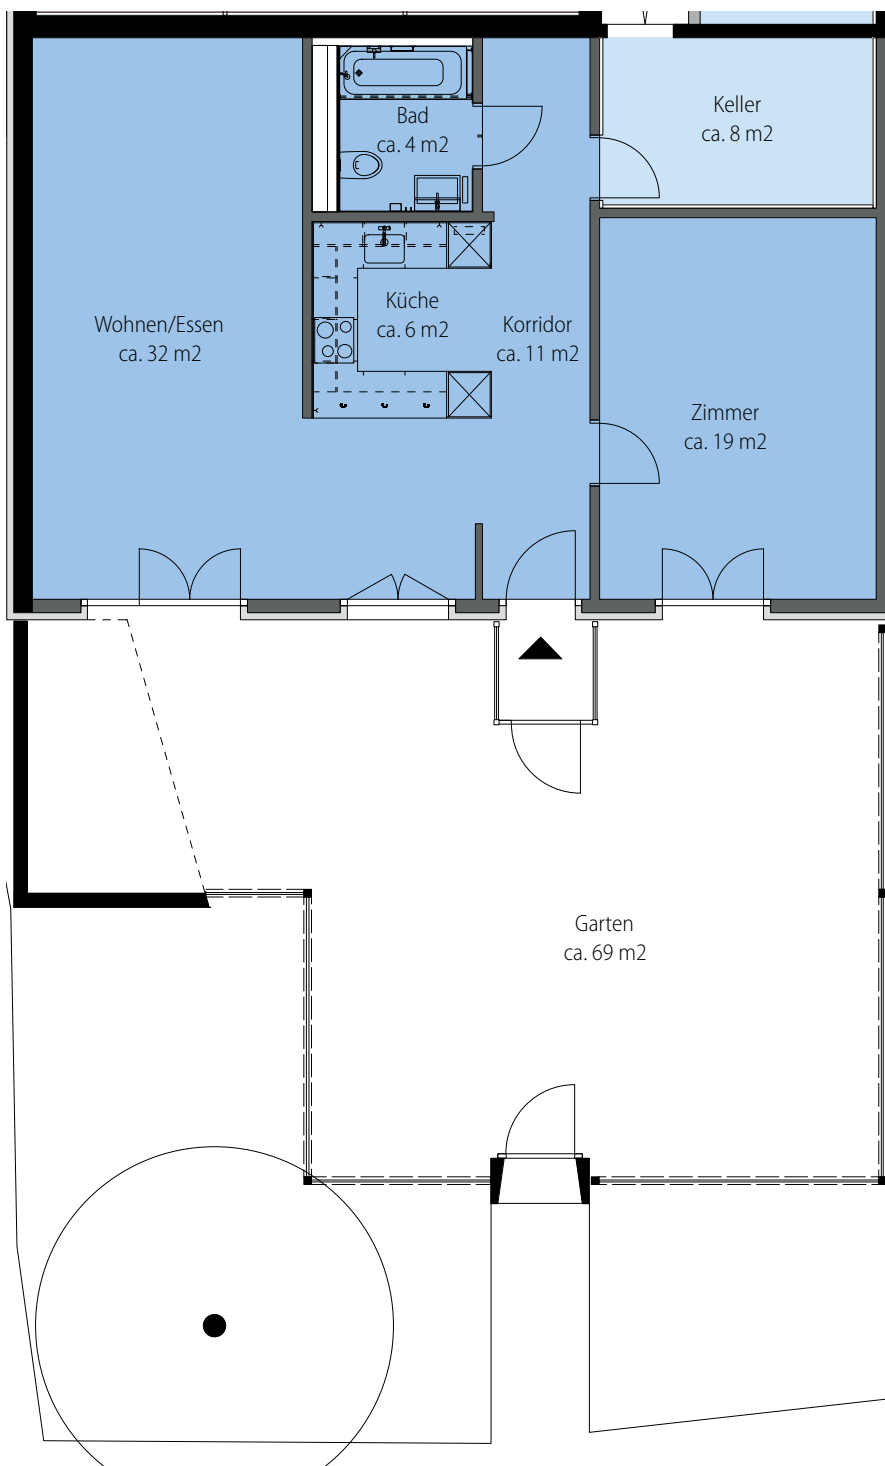 Bad
ca. 4 m2
Keller
ca. 8 m2
Wohnen/Essen
ca. 32 m2
Küche
ca. 6 m2
Korridor
ca. 11 m2
Zimmer
ca. 19 m2
Garten
ca. 69 m2